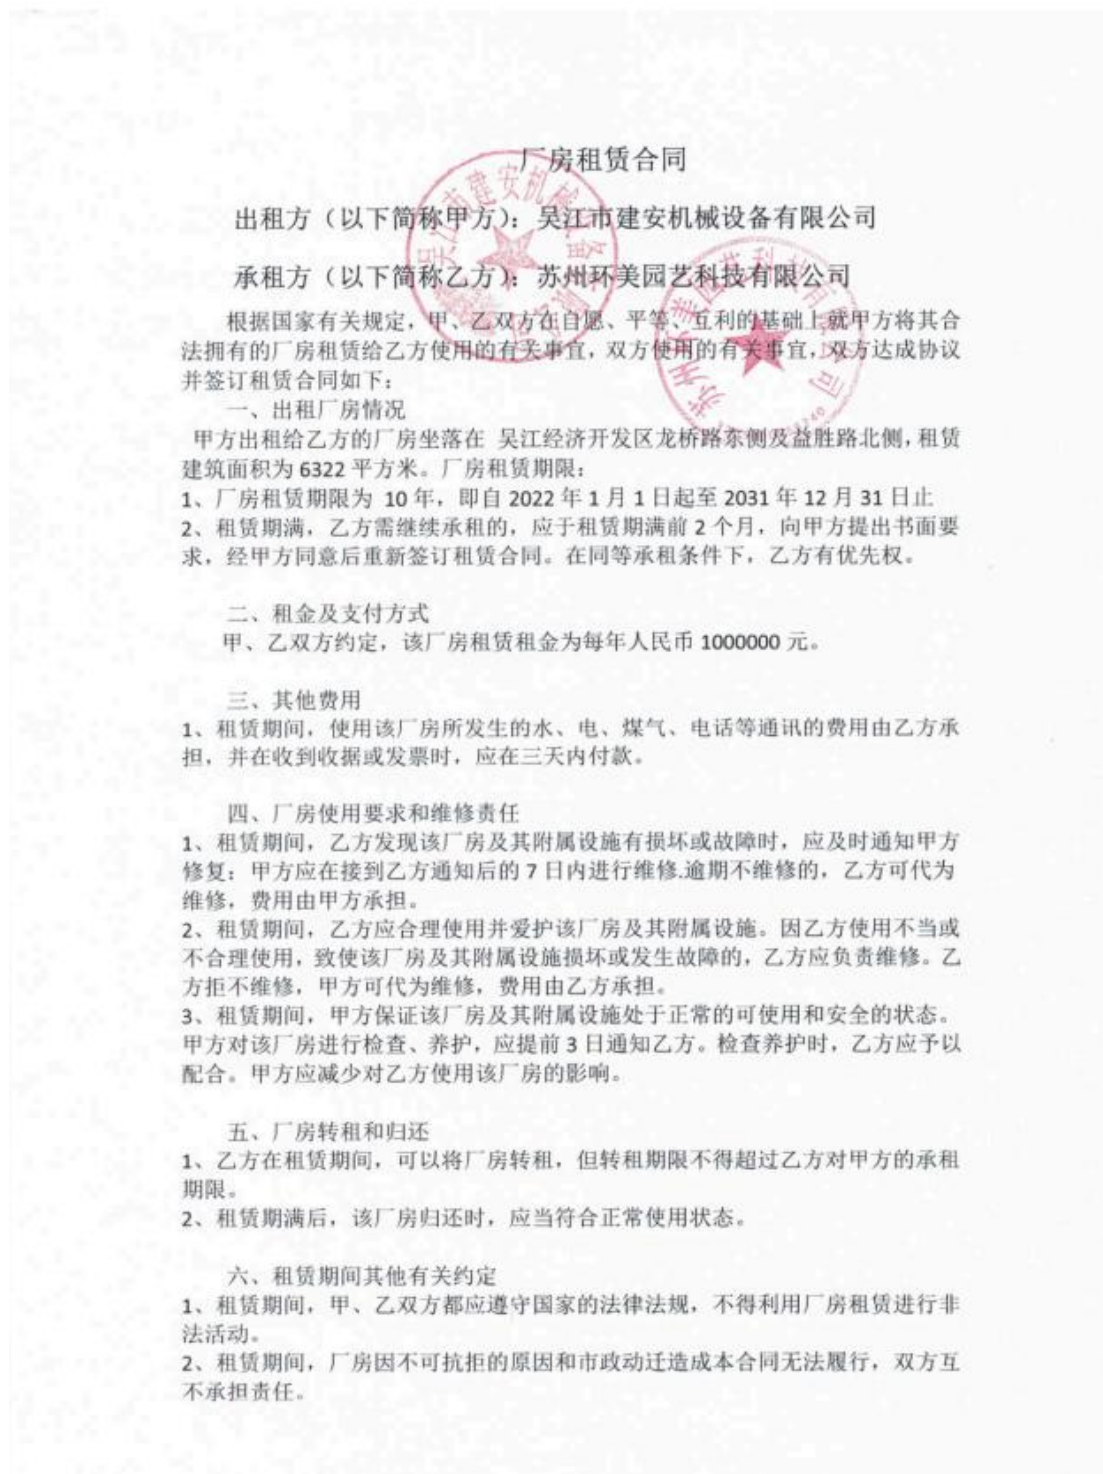 厂房租赁合同
出租方（以下简称甲方）：吴江市建安机械设备有限公司
承租方（以下简称乙方）：苏州环美园艺科技有限公司
根据国家有关规定，甲、乙双方在自愿、平等、互利的基础上就甲方将其合
法拥有的厂房租赁给乙方使用的有关事宜，双方使用的有关事宜，双方达成协议
并签订租赁合同如下：
一、出租厂房情况
甲方出租给乙方的厂房坐落在 吴江经济开发区龙桥路东侧及益胜路北侧，租赁
建筑面积为 6322 平方米。厂房租赁期限：
1、厂房租赁期限为 10 年，即自 2022 年 1 月 1 日起至 2031 年 12 月 31 日止
2、租赁期满，乙方需继续承租的，应于租赁期满前 2 个月，向甲方提出书面要
求，经甲方同意后重新签订租赁合同。在同等承租条件下，乙方有优先权。
二、租金及支付方式
甲、乙双方约定，该厂房租赁租金为每年人民币 1000000 元。
三、其他费用
1、租赁期间，使用该厂房所发生的水、电、煤气、电话等通讯的费用由乙方承
担，并在收到收据或发票时，应在三天内付款。
四、厂房使用要求和维修责任
1、租赁期间，乙方发现该厂房及其附属设施有损坏或故障时，应及时通知甲方
修复：甲方应在接到乙方通知后的 7 日内进行维修.逾期不维修的，乙方可代为
维修，费用由甲方承担。
2、租赁期间，乙方应合理使用并爱护该厂房及其附属设施。因乙方使用不当或
不合理使用，致使该厂房及其附属设施损坏或发生故障的，乙方应负责维修。乙
方拒不维修，甲方可代为维修，费用由乙方承担。
3、租赁期间，甲方保证该厂房及其附属设施处于正常的可使用和安全的状态。
甲方对该厂房进行检查、养护，应提前 3 日通知乙方。检查养护时，乙方应予以
配合。甲方应减少对乙方使用该厂房的影响。
五、厂房转租和归还
1、乙方在租赁期间，可以将厂房转租，但转租期限不得超过乙方对甲方的承租
期限。
2、租赁期满后，该厂房归还时，应当符合正常使用状态。
六、租赁期间其他有关约定
1、租赁期间，甲、乙双方都应遵守国家的法律法规，不得利用厂房租赁进行非
法活动。
2、租赁期间，厂房因不可抗拒的原因和市政动迁造成本合同无法履行，双方互
不承担责任。
吴江市建安机械设备有限公司
苏州环美园艺科技有限公司